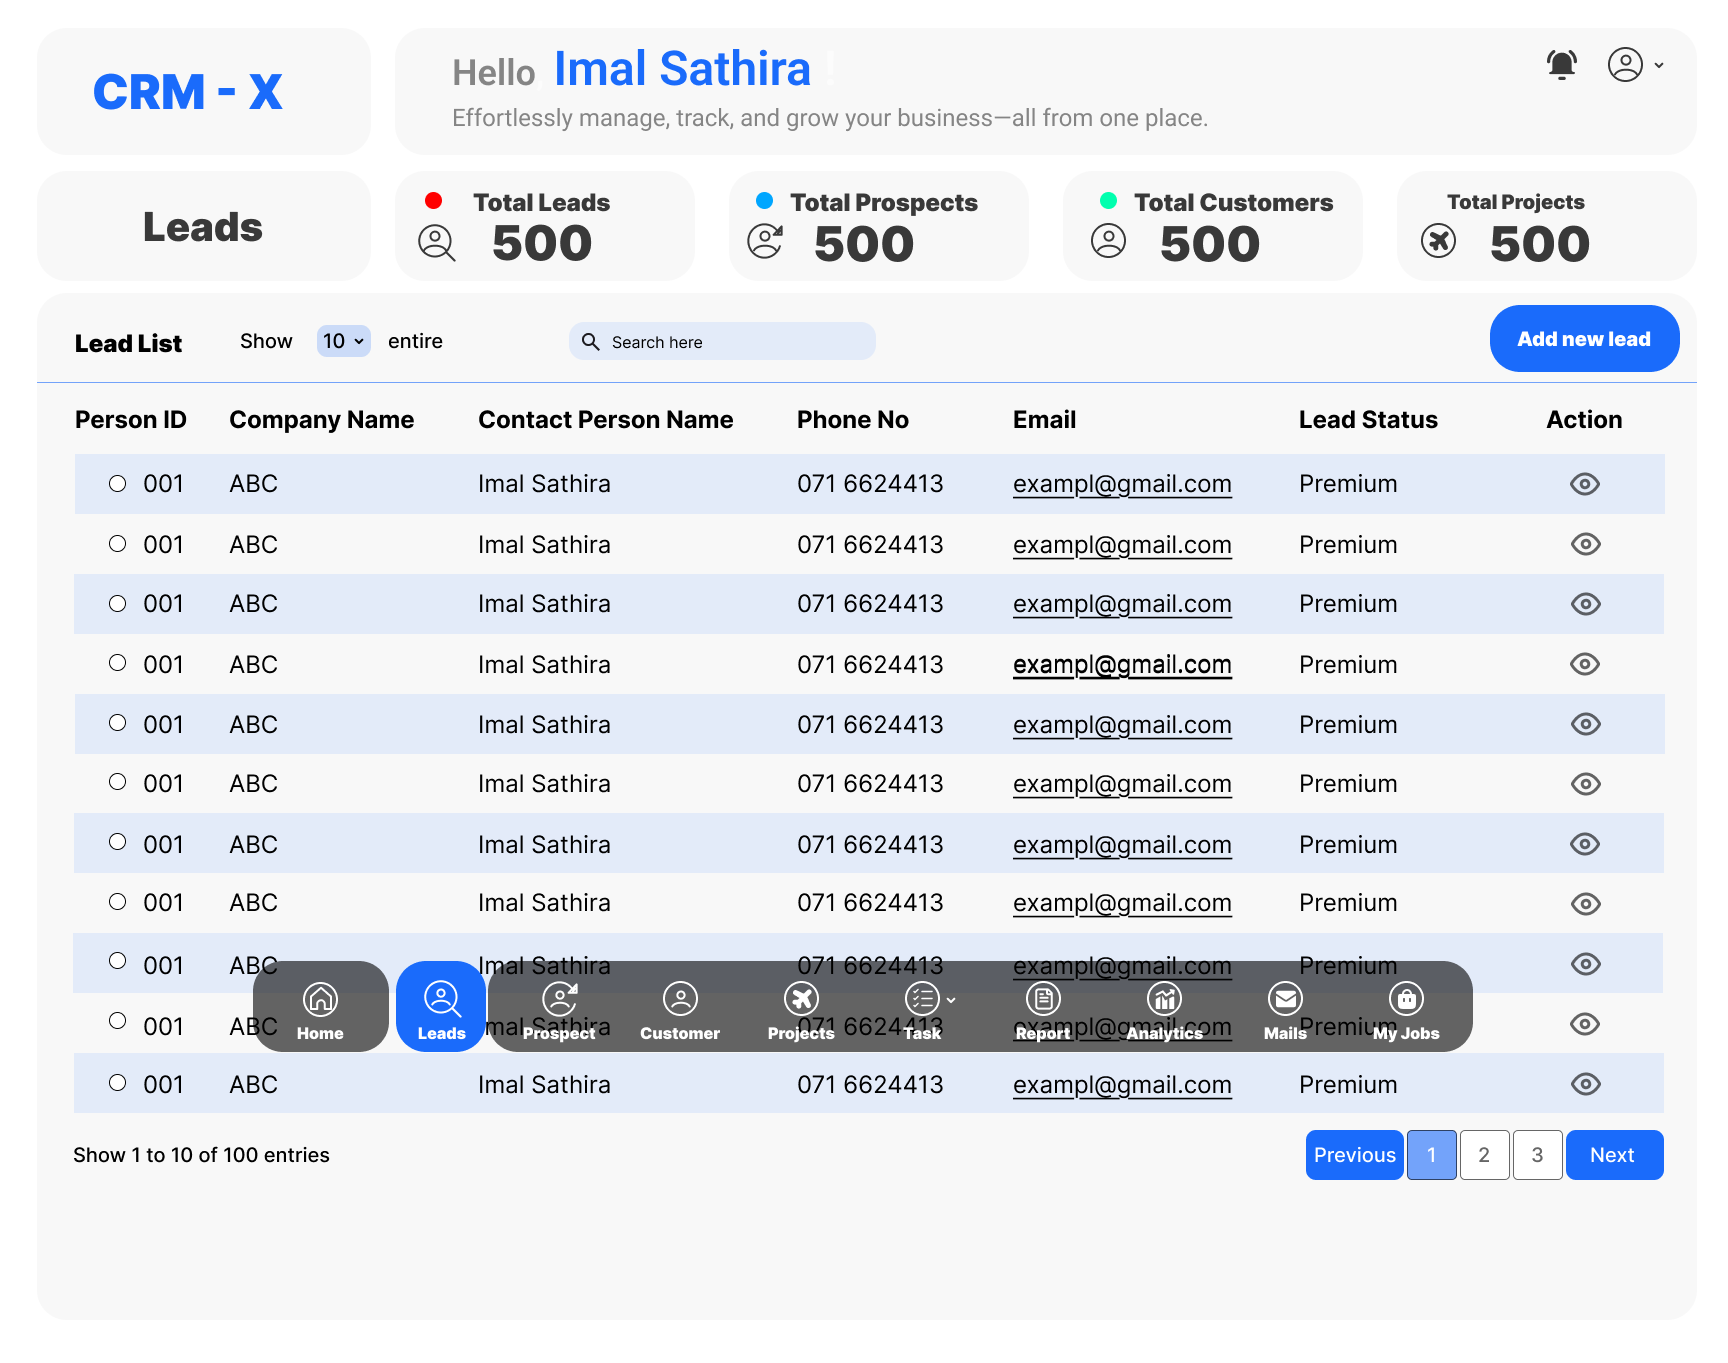 CRM - X
Hello Imal Sathira !
Effortlessly manage, track, and grow your business—all from one place.
Leads
Total Leads
500
Total Prospects
500
Total Customers
500
Total Projects
500
Lead List Show 10 entire Search here Add new lead
Person ID Company Name Contact Person Name Phone No Email Lead Status Action
001 ABC Imal Sathira 071 6624413 exampl@gmail.com Premium
001 ABC Imal Sathira 071 6624413 exampl@gmail.com Premium
001 ABC Imal Sathira 071 6624413 exampl@gmail.com Premium
001 ABC Imal Sathira 071 6624413 exampl@gmail.com Premium
001 ABC Imal Sathira 071 6624413 exampl@gmail.com Premium
001 ABC Imal Sathira 071 6624413 exampl@gmail.com Premium
001 ABC Imal Sathira 071 6624413 exampl@gmail.com Premium
001 ABC Imal Sathira 071 6624413 exampl@gmail.com Premium
001 ABC Imal Sathira 071 6624413 exampl@gmail.com Premium
001 ABC Imal Sathira 071 6624413 exampl@gmail.com Premium
Home Leads Prospect Customer Projects Task Report Analytics Mails My Jobs
001 ABC Imal Sathira 071 6624413 exampl@gmail.com Premium
Show 1 to 10 of 100 entries Previous 1 2 3 Next